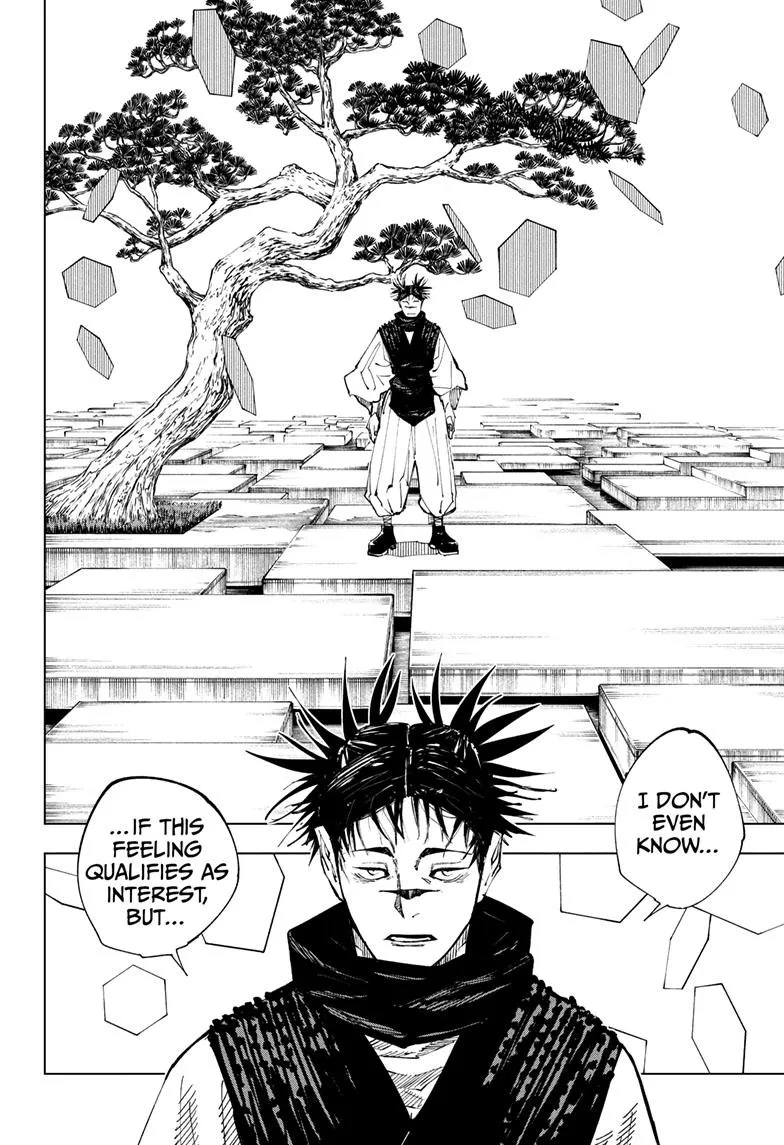 I DON'T
EVEN
KNOW...
...IF THIS
FEELING
QUALIFIES AS
INTEREST,
BUT...